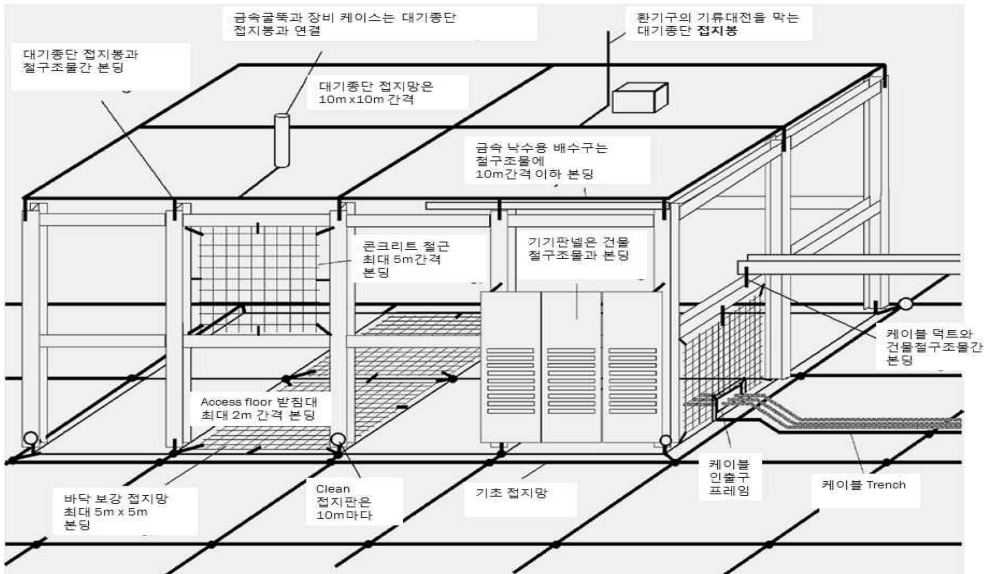 금속굴뚝과 장비 케이스는 대기종단
접지봉과 연결
환기구의 기류대전을 막는
대기종단 접지봉
대기종단 접지봉과
철구조물간 본딩
대기종단 접지망은
10m x10m 간격
금속 낙수용 배수구는
철구조물에
10m간격 이하 본딩
콘크리트 철근
최대 5m간격
본딩
기기판넬은 건물
철구조물과 본딩
케이블 덕트와
건물철구조물간
본딩
Access floor 받침대
최대 2m 간격 본딩
바닥 보강 접지망
최대 5m x 5m
본딩
Clean
접지판은
10m마다
기초 접지망
케이블
인출구
프레임
케이블 Trench